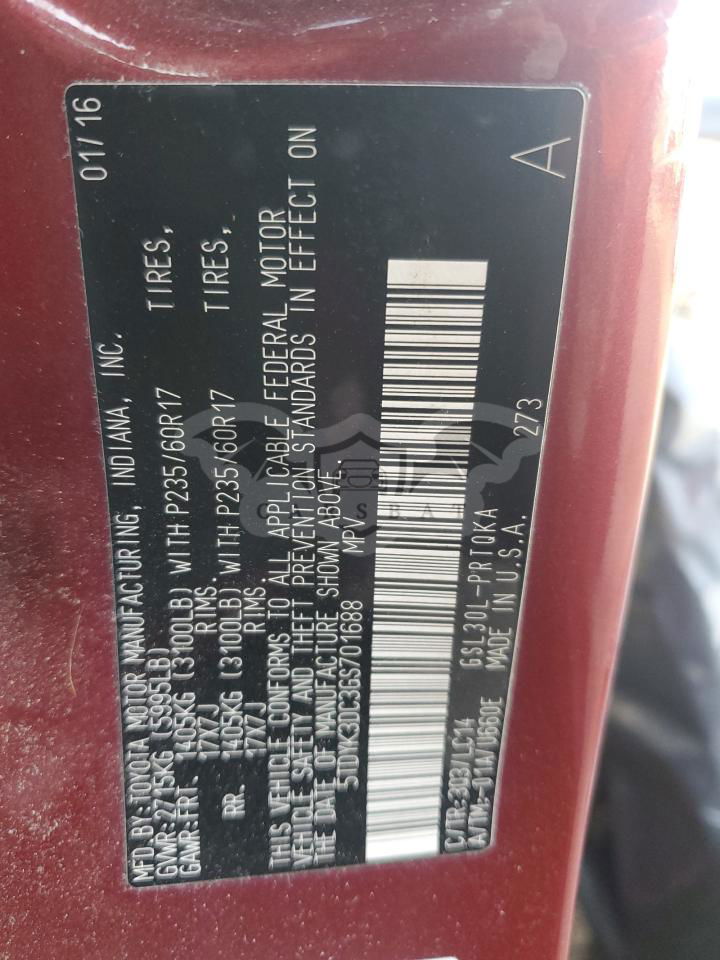 MFD.BY:TOYOTA MOTOR MANUFACTURING, INDIANA, INC. 01/16
GVWR:2715KG (5995LB)
GAWR:FRT. 1405KG (3100LB) WITH P235/60R17 TIRES,
17X7J RIMS.
RR. 1405KG (3100LB) WITH P235/60R17 TIRES,
17X7J RIMS.
THIS VEHICLE CONFORMS TO ALL APPLICABLE FEDERAL MOTOR
VEHICLE SAFETY AND THEFT PREVENTION STANDARDS IN EFFECT ON
THE DATE OF MANUFACTURE SHOWN ABOVE.
5TDWK3DC3GS701688 MPV.
C/TR:3Q3/LC14 GSL30L-PRTQKA
A/TM:-01A/U660E MADE IN U.S.A. 273
A